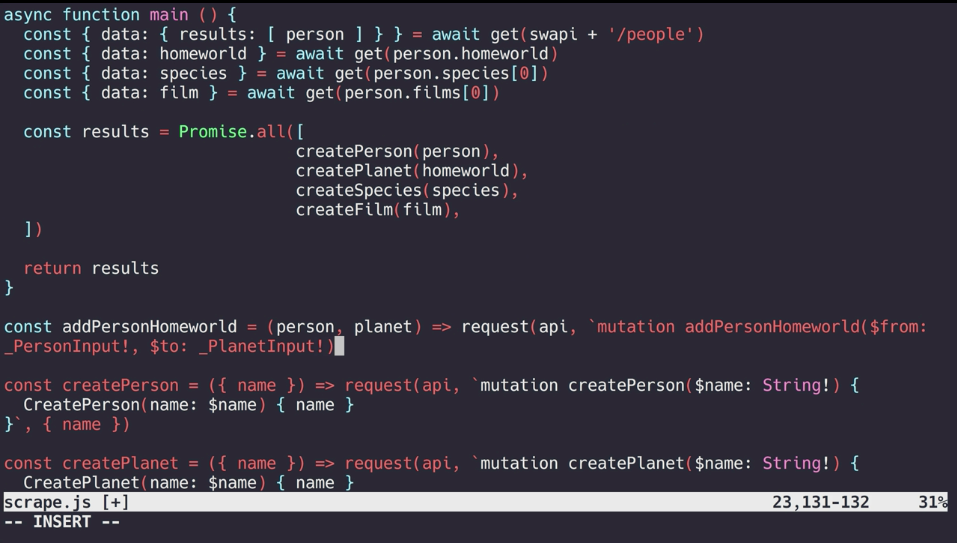 async function main () {
  const { data: { results: [ person ] } } = await get(swapi + '/people')
  const { data: homeworld } = await get(person.homeworld)
  const { data: species } = await get(person.species[0])
  const { data: film } = await get(person.films[0])
  const results = Promise.all([
                              createPerson(person),
                              createPlanet(homeworld),
                              createSpecies(species),
                              createFilm(film),
  ])
  return results
}
const addPersonHomeworld = (person, planet) => request(api, `mutation addPersonHomeworld($from:
_PersonInput!, $to: _PlanetInput!)
const createPerson = ({ name }) => request(api, `mutation createPerson($name: String!) {
  CreatePerson(name: $name) { name }
}`, { name })
const createPlanet = ({ name }) => request(api, `mutation createPlanet($name: String!) {
  CreatePlanet(name: $name) { name }
scrape.js [+] 23,131-132 31%
-- INSERT --